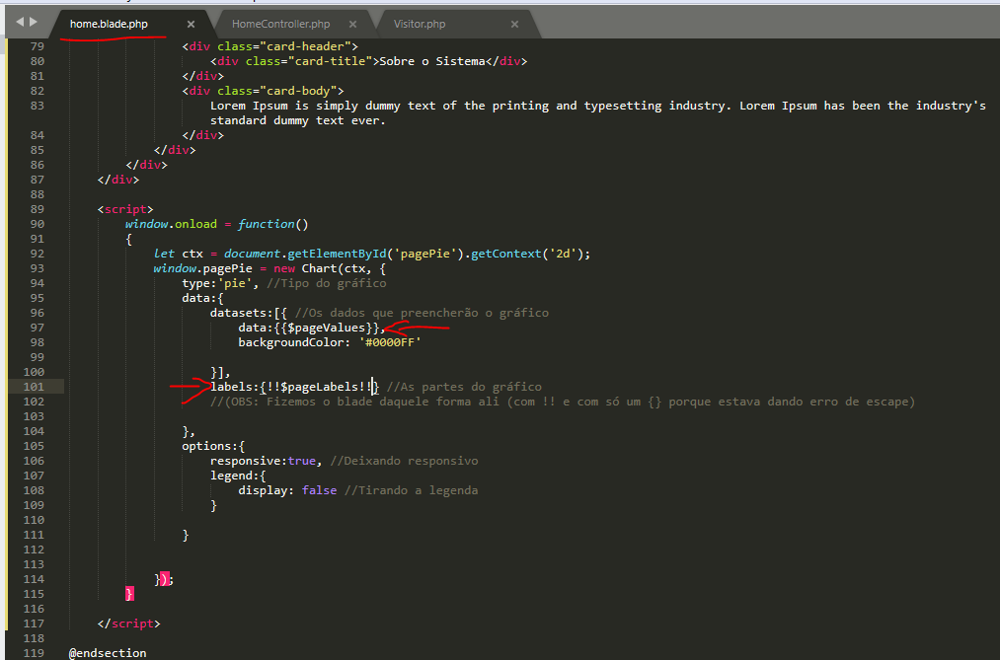 home.blade.php × HomeController.php × Visitor.php ×
79 <div class="card-header">
80 <div class="card-title">Sobre o Sistema</div>
81 </div>
82 <div class="card-body">
83 Lorem Ipsum is simply dummy text of the printing and typesetting industry. Lorem Ipsum has been the industry's
standard dummy text ever.
84 </div>
85 </div>
86 </div>
87 </div>
88
89 <script>
90 window.onload = function()
91 {
92 let ctx = document.getElementById('pagePie').getContext('2d');
93 window.pagePie = new Chart(ctx, {
94 type:'pie', //Tipo do gráfico
95 data:{
96 datasets:[{ //Os dados que preencherão o gráfico
97 data:{{$pageValues}},
98 backgroundColor: '#0000FF'
99
100 }],
101 labels:{!!$pageLabels!!} //As partes do gráfico
102 //(OBS: Fizemos o blade daquele forma ali (com !! e com só um {} porque estava dando erro de escape)
103
104 },
105 options:{
106 responsive:true, //Deixando responsivo
107 legend:{
108 display: false //Tirando a legenda
109 }
110
111 }
112
113
114 });
115 }
116
117 </script>
118
119 @endsection